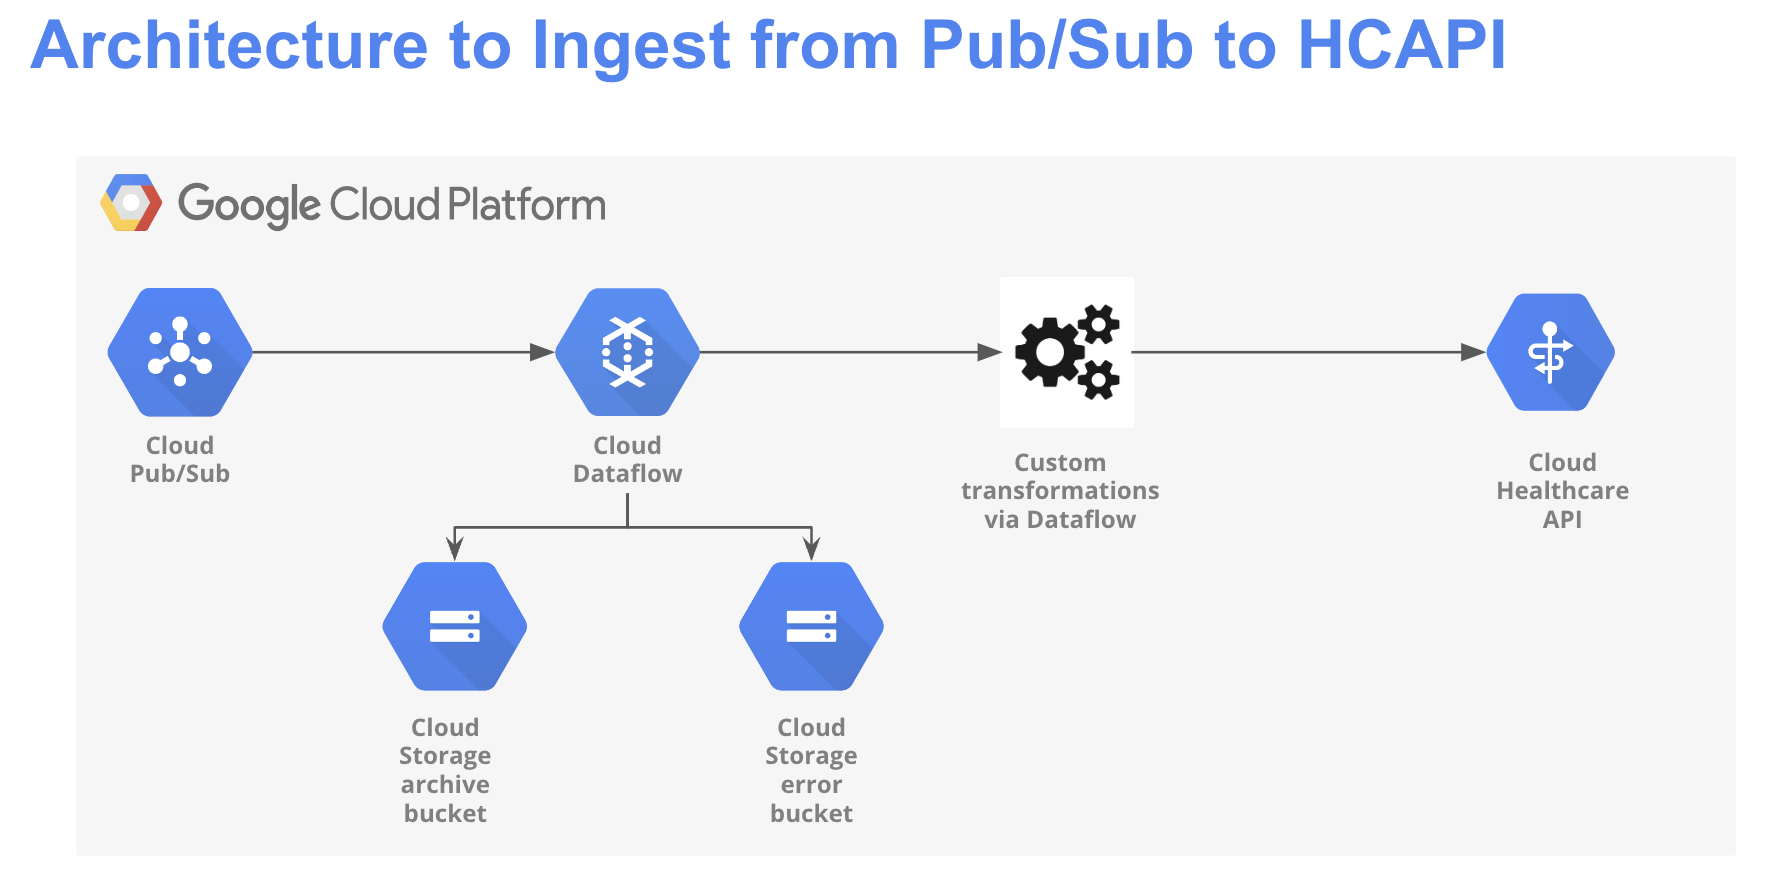 Architecture to Ingest from Pub/Sub to HCAPI
Google Cloud Platform
Cloud
Pub/Sub
Cloud
Dataflow
Custom
transformations
via Dataflow
Cloud
Healthcare
API
Cloud
Storage
archive
bucket
Cloud
Storage
error
bucket